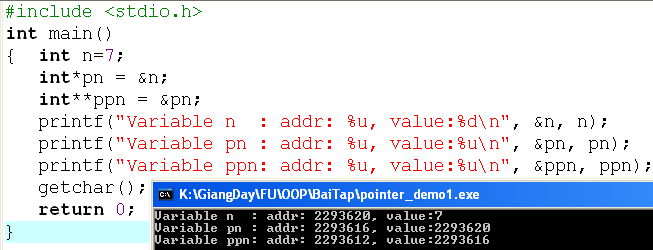 #include <stdio.h>
int main()
{  int n=7;
   int*pn = &n;
   int**ppn = &pn;
   printf("Variable n  : addr: %u, value:%d\n", &n, n);
   printf("Variable pn : addr: %u, value:%u\n", &pn, pn);
   printf("Variable ppn: addr: %u, value:%u\n", &ppn, ppn);
   getchar();
   return 0;
}
K:\GiangDay\FU\OOP\BaiTap\pointer_demo1.exe
Variable n  : addr: 2293620, value:7
Variable pn : addr: 2293616, value:2293620
Variable ppn: addr: 2293612, value:2293616